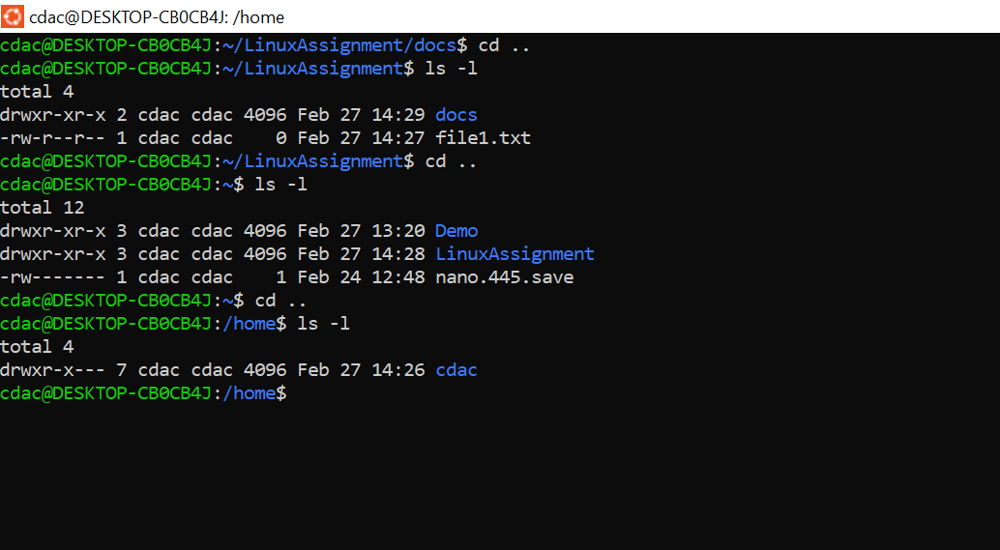 cdac@DESKTOP-CB0CB4J: /home
cdac@DESKTOP-CB0CB4J:~/LinuxAssignment/docs$ cd ..
cdac@DESKTOP-CB0CB4J:~/LinuxAssignment$ ls -l
total 4
drwxr-xr-x 2 cdac cdac 4096 Feb 27 14:29 docs
-rw-r--r-- 1 cdac cdac    0 Feb 27 14:27 file1.txt
cdac@DESKTOP-CB0CB4J:~/LinuxAssignment$ cd ..
cdac@DESKTOP-CB0CB4J:~$ ls -l
total 12
drwxr-xr-x 3 cdac cdac 4096 Feb 27 13:20 Demo
drwxr-xr-x 3 cdac cdac 4096 Feb 27 14:28 LinuxAssignment
-rw------- 1 cdac cdac    1 Feb 24 12:48 nano.445.save
cdac@DESKTOP-CB0CB4J:~$ cd ..
cdac@DESKTOP-CB0CB4J:/home$ ls -l
total 4
drwxr-x--- 7 cdac cdac 4096 Feb 27 14:26 cdac
cdac@DESKTOP-CB0CB4J:/home$